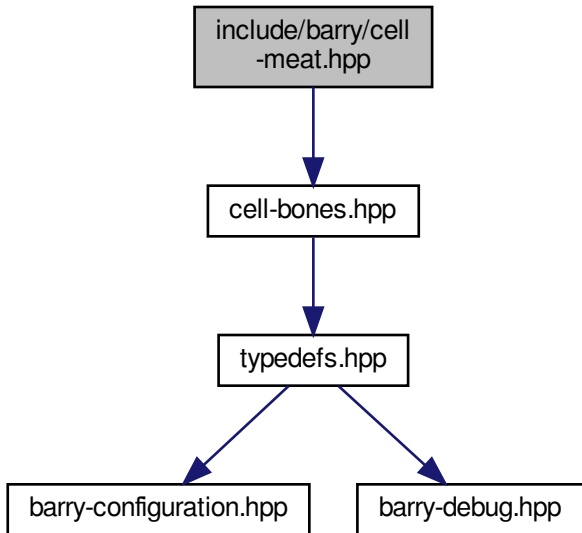 include/barry/cell
-meat.hpp
cell-bones.hpp
typedefs.hpp
barry-configuration.hpp
barry-debug.hpp